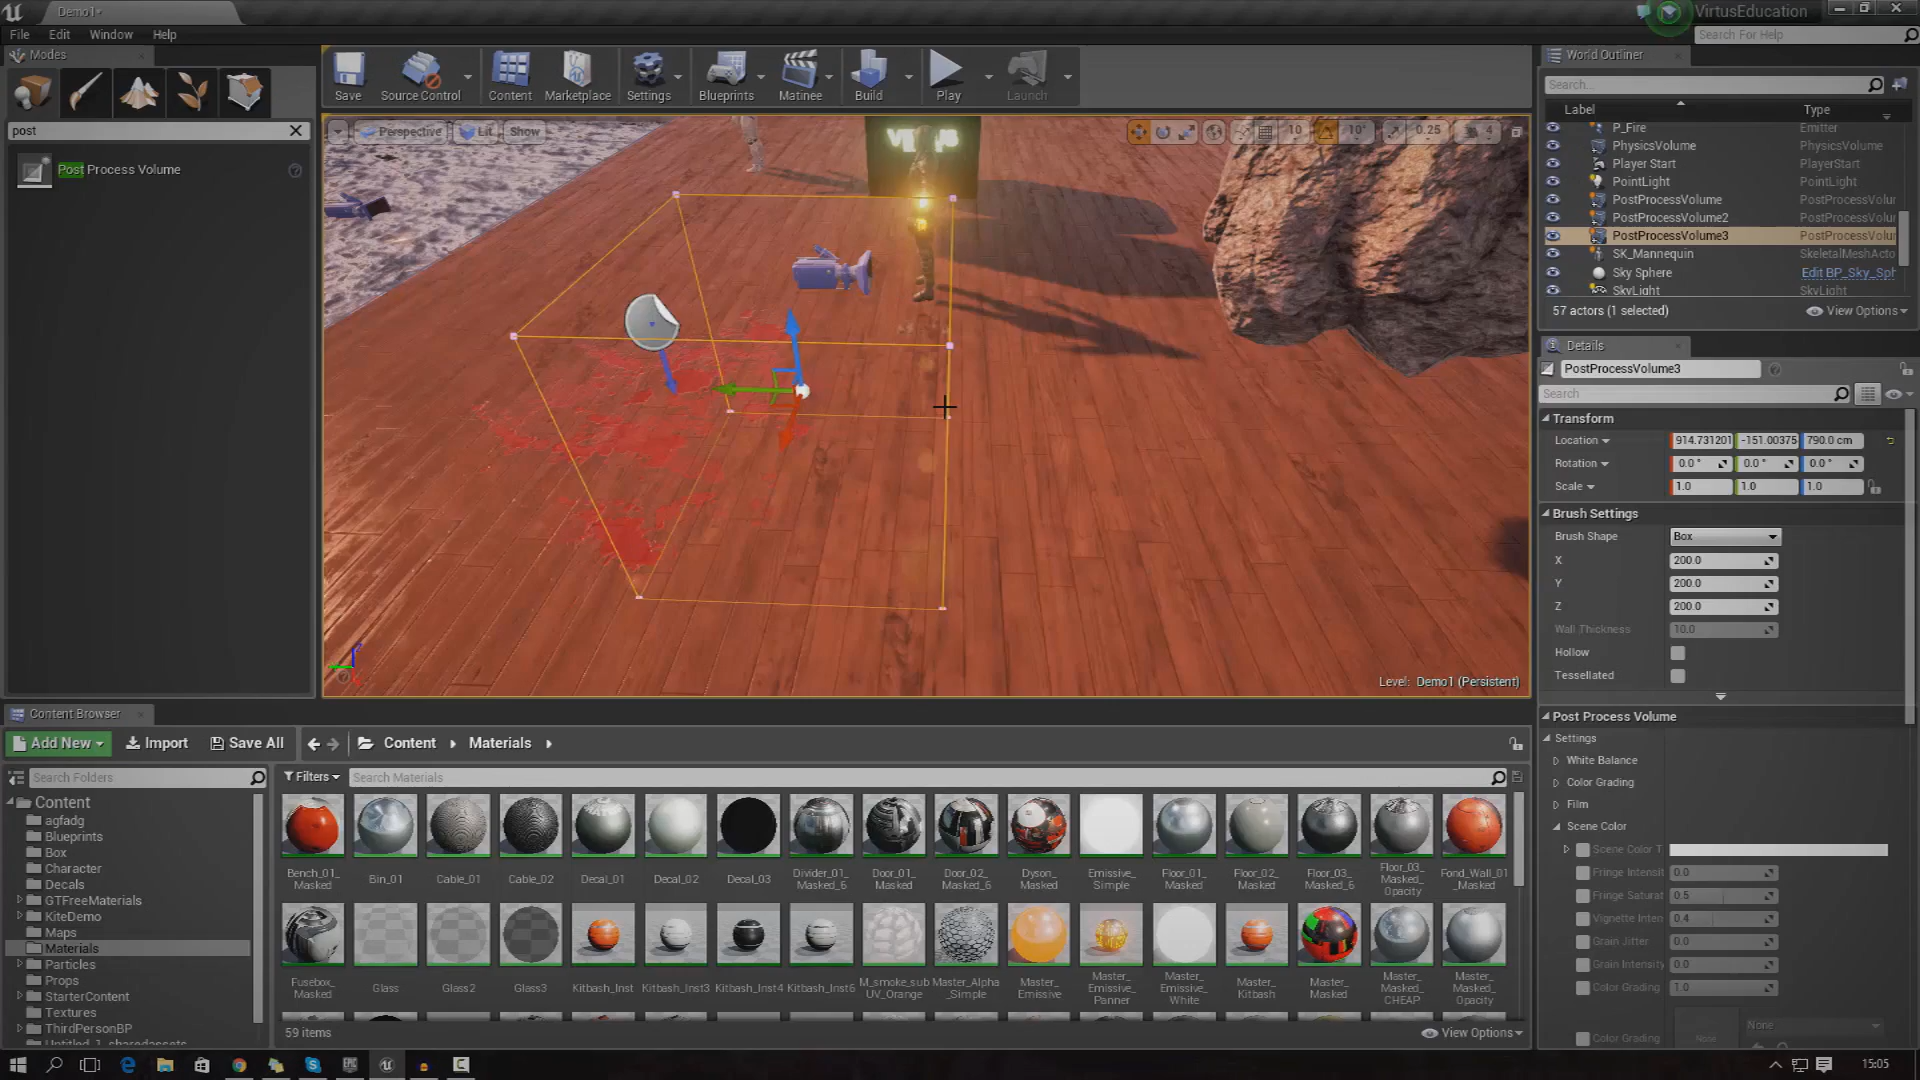 Demo1*
VirtusEducation
File Edit Window Help
Search For Help
Modes
World Outliner
Save Source Control Content Marketplace Settings Blueprints Matinee Build Play Launch
Search...
Label Type
post
Perspective Lit Show 10 10° 0.25 4
P_Fire Emitter
PhysicsVolume PhysicsVolume
Post Process Volume
Player Start PlayerStart
PointLight PointLight
PostProcessVolume PostProcessVolur
PostProcessVolume2 PostProcessVolur
PostProcessVolume3 PostProcessVolur
SK_Mannequin SkeletalMeshActo
Sky Sphere Edit BP_Sky_Sph
SkyLight SkyLight
57 actors (1 selected) View Options
Details
PostProcessVolume3
Search
Transform
Location 914.731201 -151.00375 790.0 cm
Rotation 0.0 ° 0.0 ° 0.0 °
Scale 1.0 1.0 1.0
Brush Settings
Brush Shape Box
X 200.0
Y 200.0
Z 200.0
Wall Thickness 10.0
Hollow
Tessellated
Level: Demo1 (Persistent)
Content Browser
Post Process Volume
Settings
White Balance
Color Grading
Film
Scene Color
Scene Color T
Fringe Intensit 0.0
Fringe Saturat 0.5
Vignette Inten 0.4
Grain Jitter 0.0
Grain Intensity 0.0
Color Grading 1.0
Color Grading None None
Add New Import Save All Content Materials
Search Folders
Filters Search Materials
Content
agfadg
Blueprints
Box
Character
Decals
GTFreeMaterials
KiteDemo
Maps
Materials
Particles
Props
StarterContent
Textures
ThirdPersonBP
Untitled_1_sharedassets
Bench_01_Masked Bin_01 Cable_01 Cable_02 Decal_01 Decal_02 Decal_03 Divider_01_Masked_6 Door_01_Masked Door_02_Masked_6 Dyson_Masked Emissive_Simple Floor_01_Masked Floor_02_Masked Floor_03_Masked_6 Floor_03_Masked_Opacity Fond_Wall_01_Masked
Fusebox_Masked Glass Glass2 Glass3 Kitbash_Inst Kitbash_Inst3 Kitbash_Inst4 Kitbash_Inst6 M_smoke_subUV_Orange Master_Alpha_Simple Master_Emissive Master_Emissive_Panner Master_Emissive_White Master_Kitbash Master_Masked Master_Masked_CHEAP Master_Masked_Opacity
59 items View Options
15:05